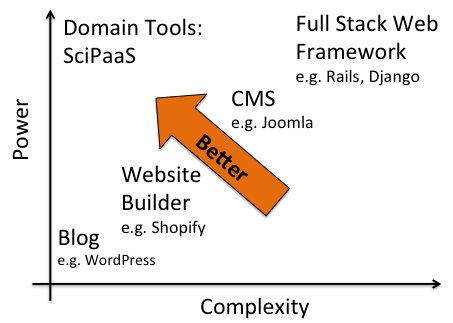 Domain Tools:
SciPaaS
Full Stack Web
Framework
e.g. Rails, Django
CMS
e.g. Joomla
Better
Website
Builder
e.g. Shopify
Blog
e.g. WordPress
Power
Complexity